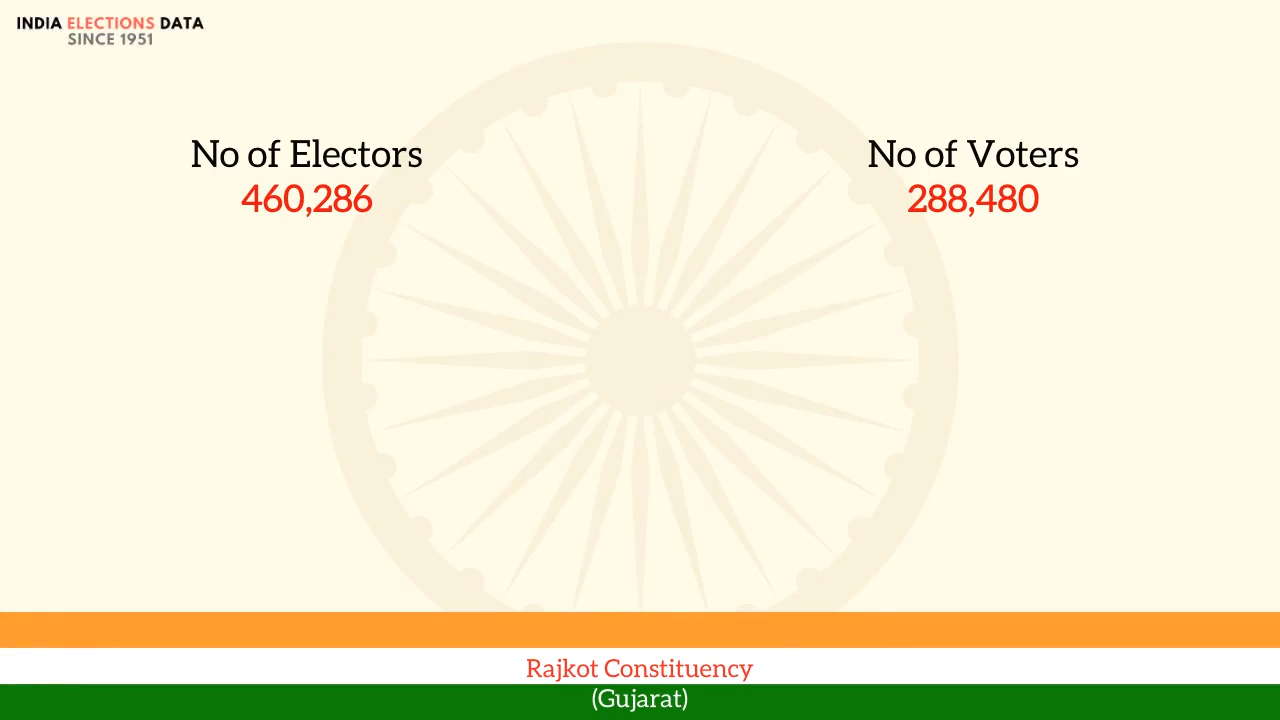 INDIA ELECTIONS DATA
SINCE 1951
No of Electors
460,286
No of Voters
288,480
Rajkot Constituency
(Gujarat)